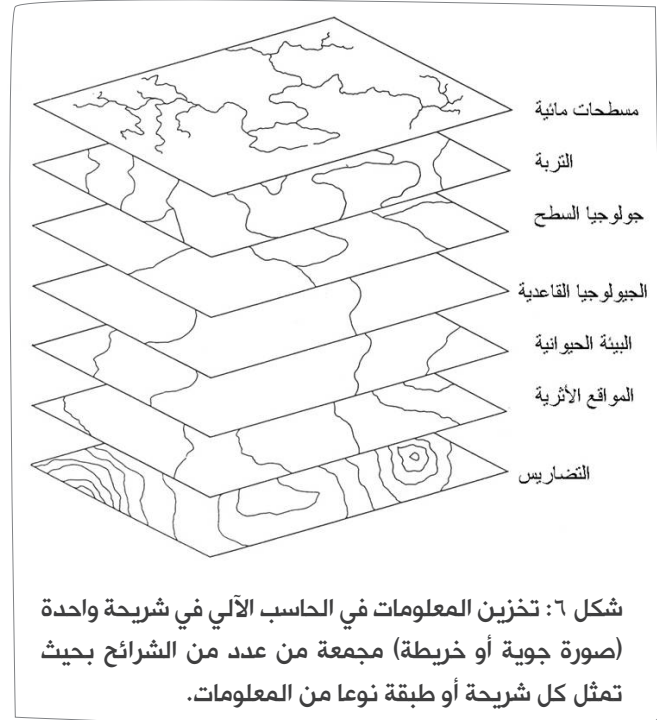 مسطحات مائية
التربة
جولوجيا السطح
الجيولوجيا القاعدية
البيئة الحيوانية
المواقع الأثرية
التضاريس
شكل ٦: تخزين المعلومات في الحاسب الآلي في شريحة واحدة
(صورة جوية أو خريطة) مجمعة من عدد من الشرائح بحيث
تمثل كل شريحة أو طبقة نوعا من المعلومات.